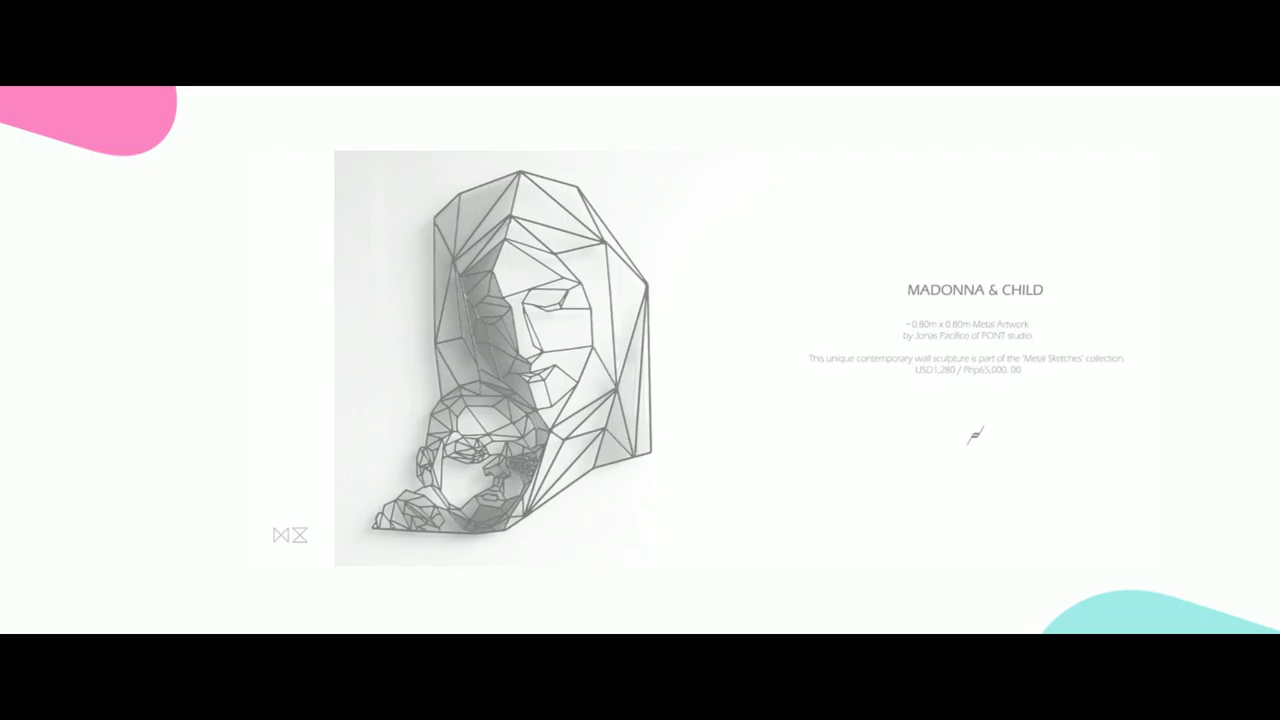 MADONNA & CHILD
~0.80m x 0.80m Metal Artwork
by Jonas Pacifico of PONT studio.
This unique contemporary wall sculpture is part of the 'Metal Sketches' collection.
USD1,280 / Php65,000. 00